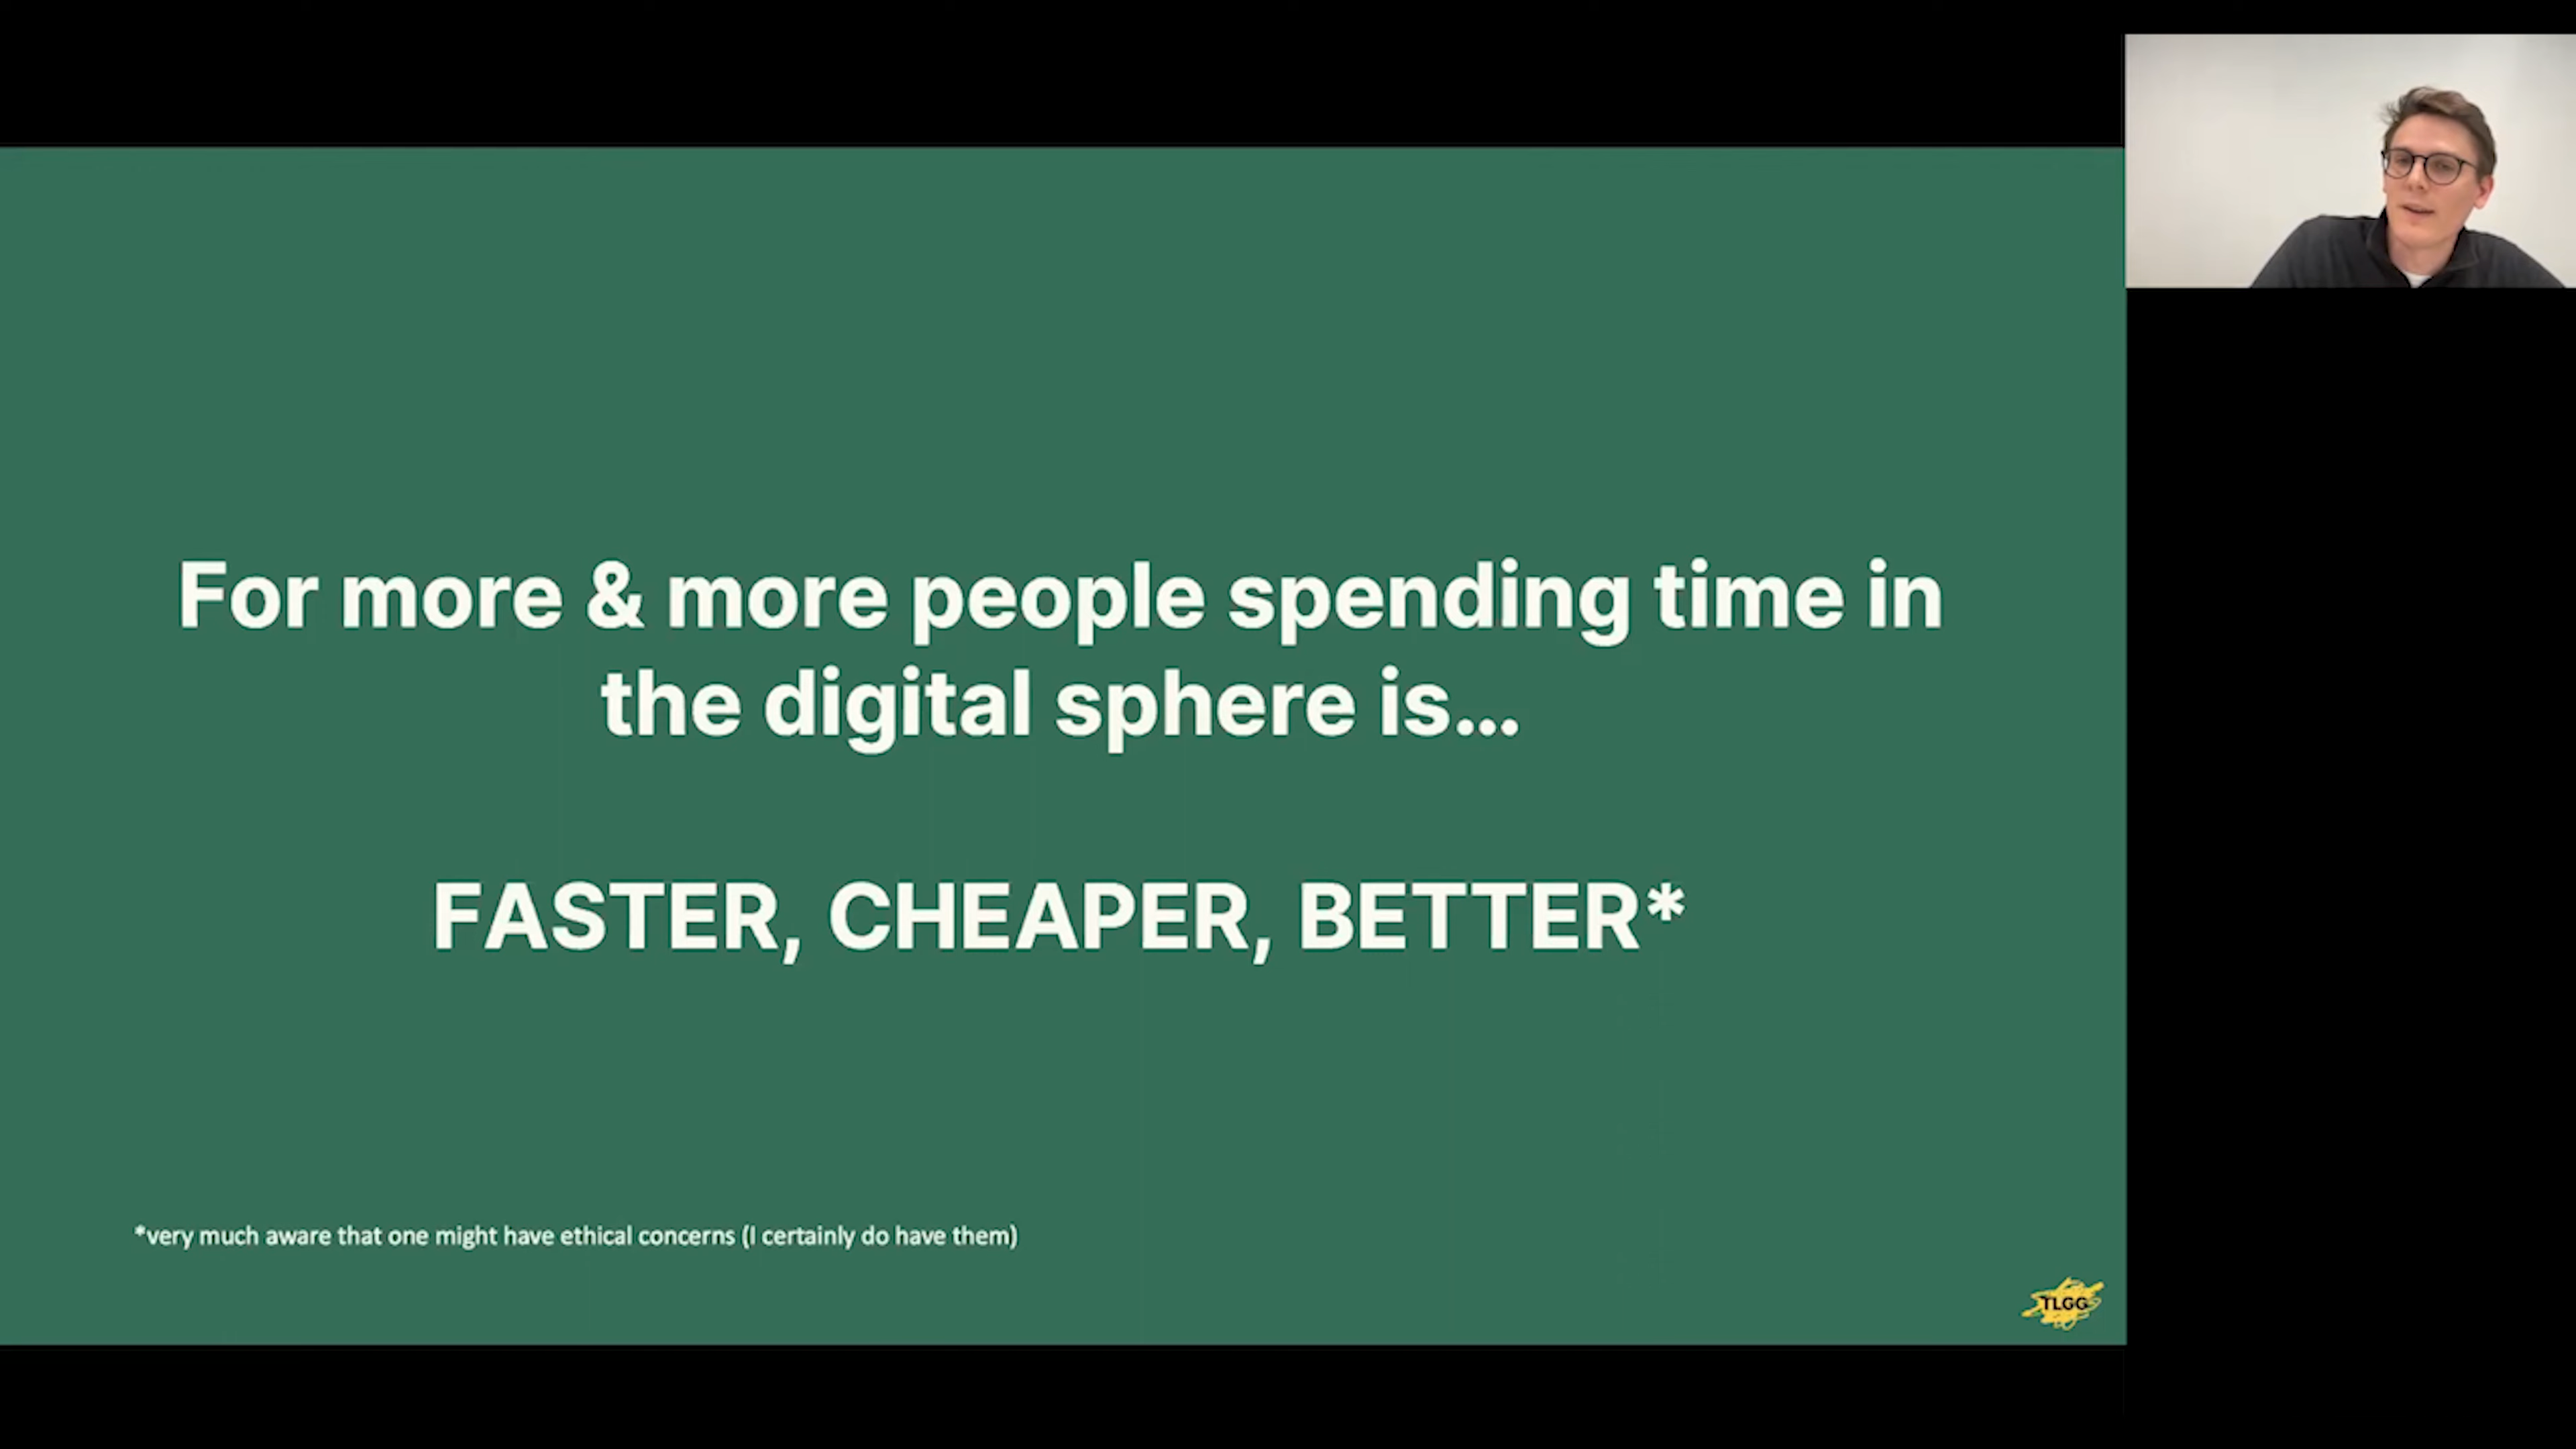 For more & more people spending time in
the digital sphere is...
FASTER, CHEAPER, BETTER*
*very much aware that one might have ethical concerns (I certainly do have them)
TLGG